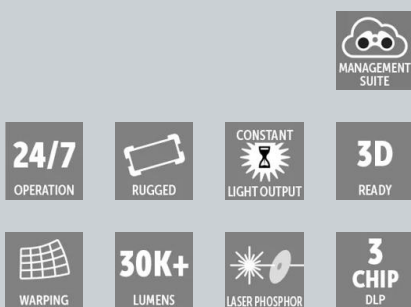 MANAGEMENT
SUITE
24/7
OPERATION
RUGGED
CONSTANT
LIGHT OUTPUT
3D
READY
WARPING
30K+
LUMENS
LASER PHOSPHOR
3
CHIP
DLP